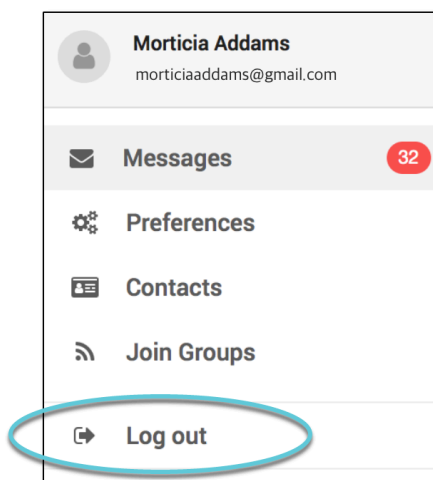 Morticia Addams
morticiaaddams@gmail.com
Messages 32
Preferences
Contacts
Join Groups
Log out